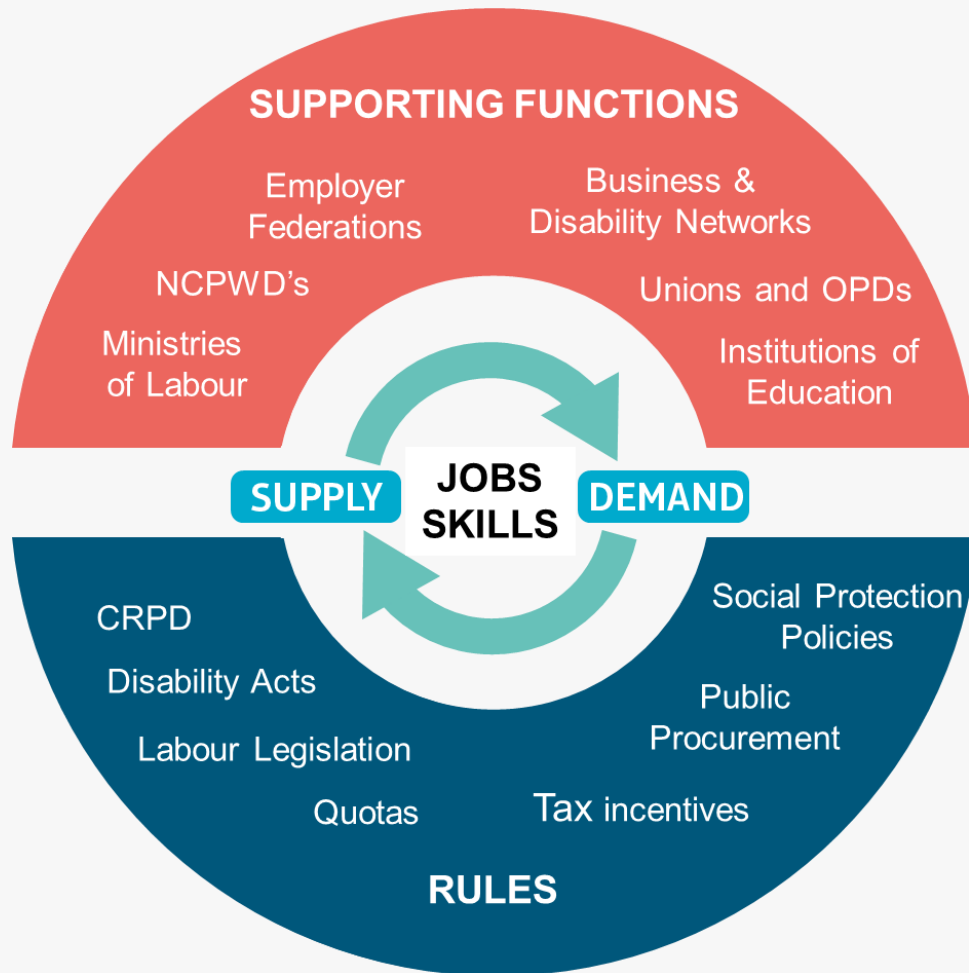 SUPPORTING FUNCTIONS
Employer
Federations
Business &
Disability Networks
NCPWD's
Unions and OPDs
Ministries
of Labour
Institutions of
Education
SUPPLY
JOBS
SKILLS
DEMAND
CRPD
Social Protection
Policies
Disability Acts
Public
Procurement
Labour Legislation
Quotas
Tax incentives
RULES